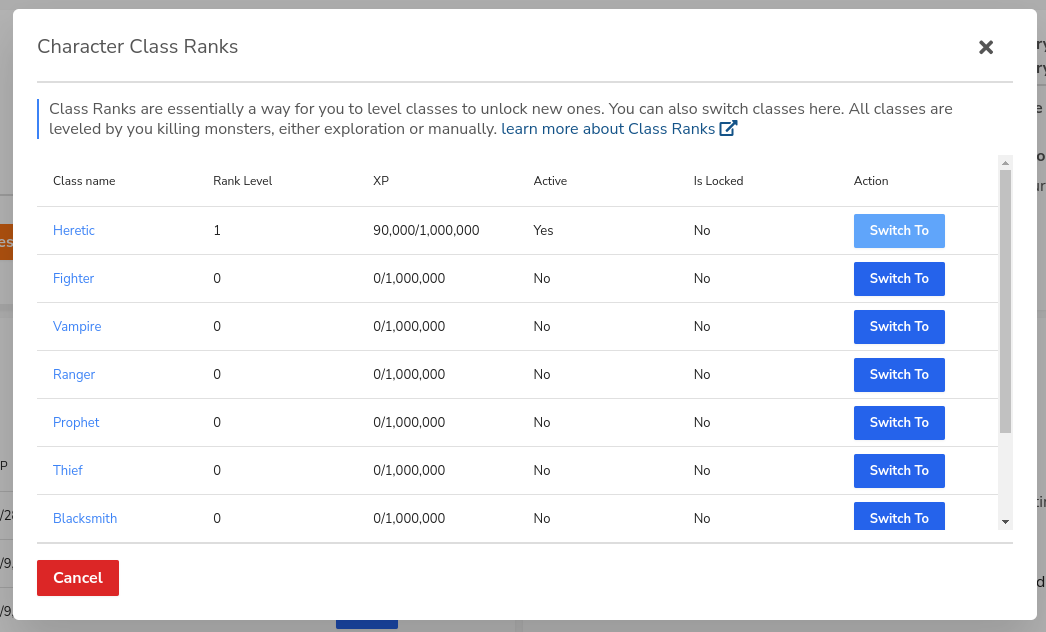 Character Class Ranks
Class Ranks are essentially a way for you to level classes to unlock new ones. You can also switch classes here. All classes are
leveled by you killing monsters, either exploration or manually. learn more about Class Ranks
Class name Rank Level XP Active Is Locked Action
Heretic 1 90,000/1,000,000 Yes No Switch To
Fighter 0 0/1,000,000 No No Switch To
Vampire 0 0/1,000,000 No No Switch To
Ranger 0 0/1,000,000 No No Switch To
Prophet 0 0/1,000,000 No No Switch To
Thief 0 0/1,000,000 No No Switch To
Blacksmith 0 0/1,000,000 No No Switch To
Cancel